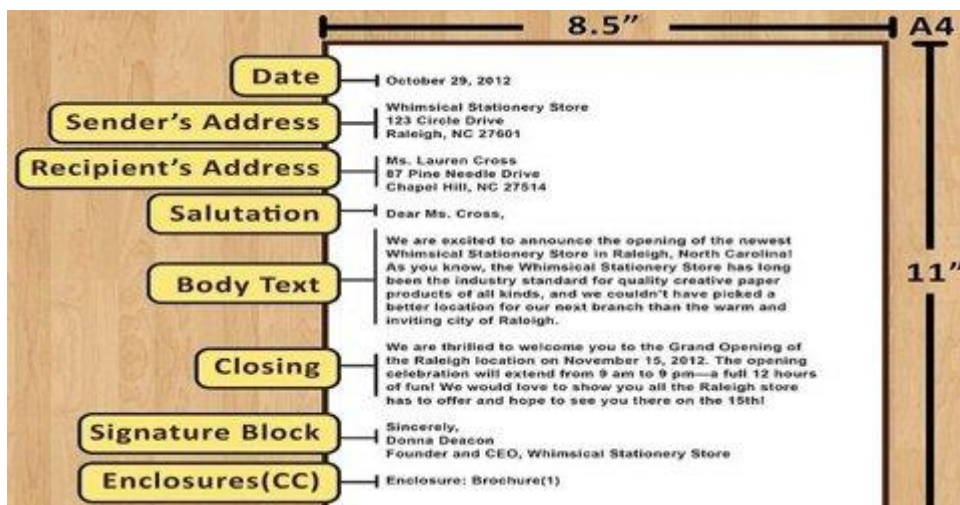 8.5” A4
Date
October 29, 2012
Sender’s Address
Whimsical Stationery Store
123 Circle Drive
Raleigh, NC 27601
Recipient’s Address
Ms. Lauren Cross
87 Pine Needle Drive
Chapel Hill, NC 27514
Salutation
Dear Ms. Cross,
Body Text
We are excited to announce the opening of the newest
Whimsical Stationery Store in Raleigh, North Carolina!
As you know, the Whimsical Stationery Store has long
been the industry standard for quality creative paper
products of all kinds, and we couldn't have picked a
better location for our next branch than the warm and
inviting city of Raleigh.
11”
Closing
We are thrilled to welcome you to the Grand Opening of
the Raleigh location on November 15, 2012. The opening
celebration will extend from 9 am to 9 pm—a full 12 hours
of fun! We would love to show you all the Raleigh store
has to offer and hope to see you there on the 15th!
Signature Block
Sincerely,
Donna Deacon
Founder and CEO, Whimsical Stationery Store
Enclosures(CC)
Enclosure: Brochure(1)